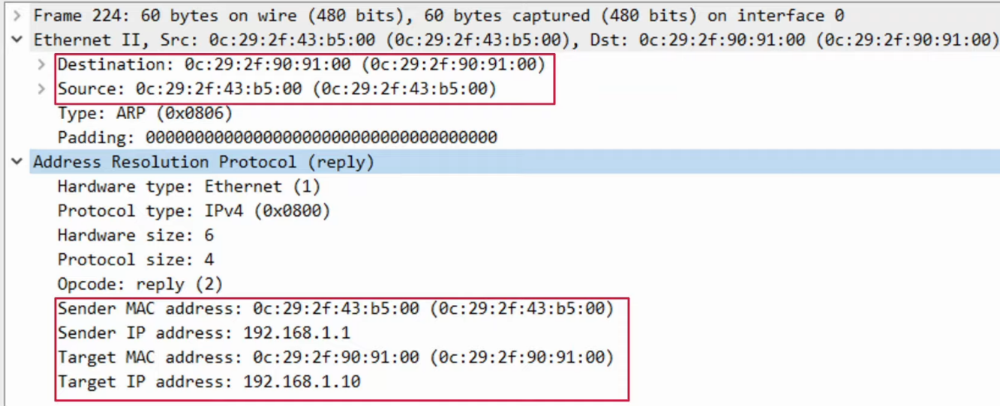 Frame 224: 60 bytes on wire (480 bits), 60 bytes captured (480 bits) on interface 0
Ethernet II, Src: 0c:29:2f:43:b5:00 (0c:29:2f:43:b5:00), Dst: 0c:29:2f:90:91:00 (0c:29:2f:90:91:00)
Destination: 0c:29:2f:90:91:00 (0c:29:2f:90:91:00)
Source: 0c:29:2f:43:b5:00 (0c:29:2f:43:b5:00)
Type: ARP (0x0806)
Padding: 000000000000000000000000000000000000
Address Resolution Protocol (reply)
Hardware type: Ethernet (1)
Protocol type: IPv4 (0x0800)
Hardware size: 6
Protocol size: 4
Opcode: reply (2)
Sender MAC address: 0c:29:2f:43:b5:00 (0c:29:2f:43:b5:00)
Sender IP address: 192.168.1.1
Target MAC address: 0c:29:2f:90:91:00 (0c:29:2f:90:91:00)
Target IP address: 192.168.1.10